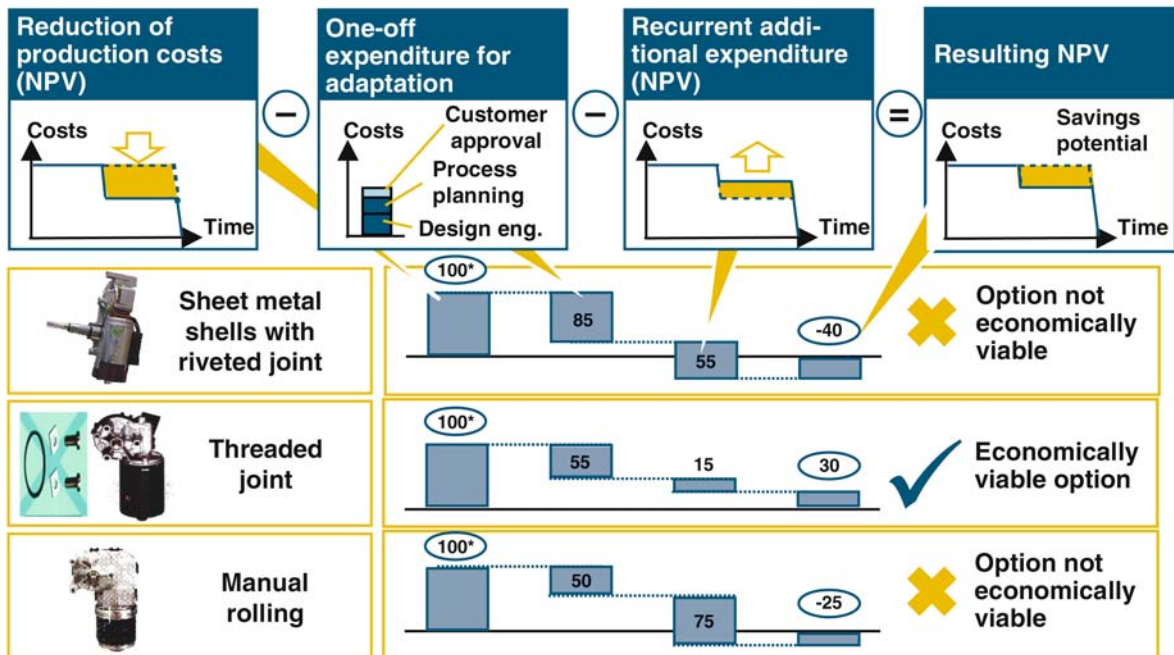 Reduction of
production costs
(NPV)
Costs
Time
−
One-off
expenditure for
adaptation
Costs
Customer
approval
Process
planning
Design eng.
−
Recurrent addi-
tional expenditure
(NPV)
Costs
Time
=
Resulting NPV
Costs
Savings
potential
Time
Sheet metal
shells with
riveted joint
100*
85
55
-40
Option not
economically
viable
Threaded
joint
100*
55
15
30
Economically
viable option
Manual
rolling
100*
50
75
-25
Option not
economically
viable